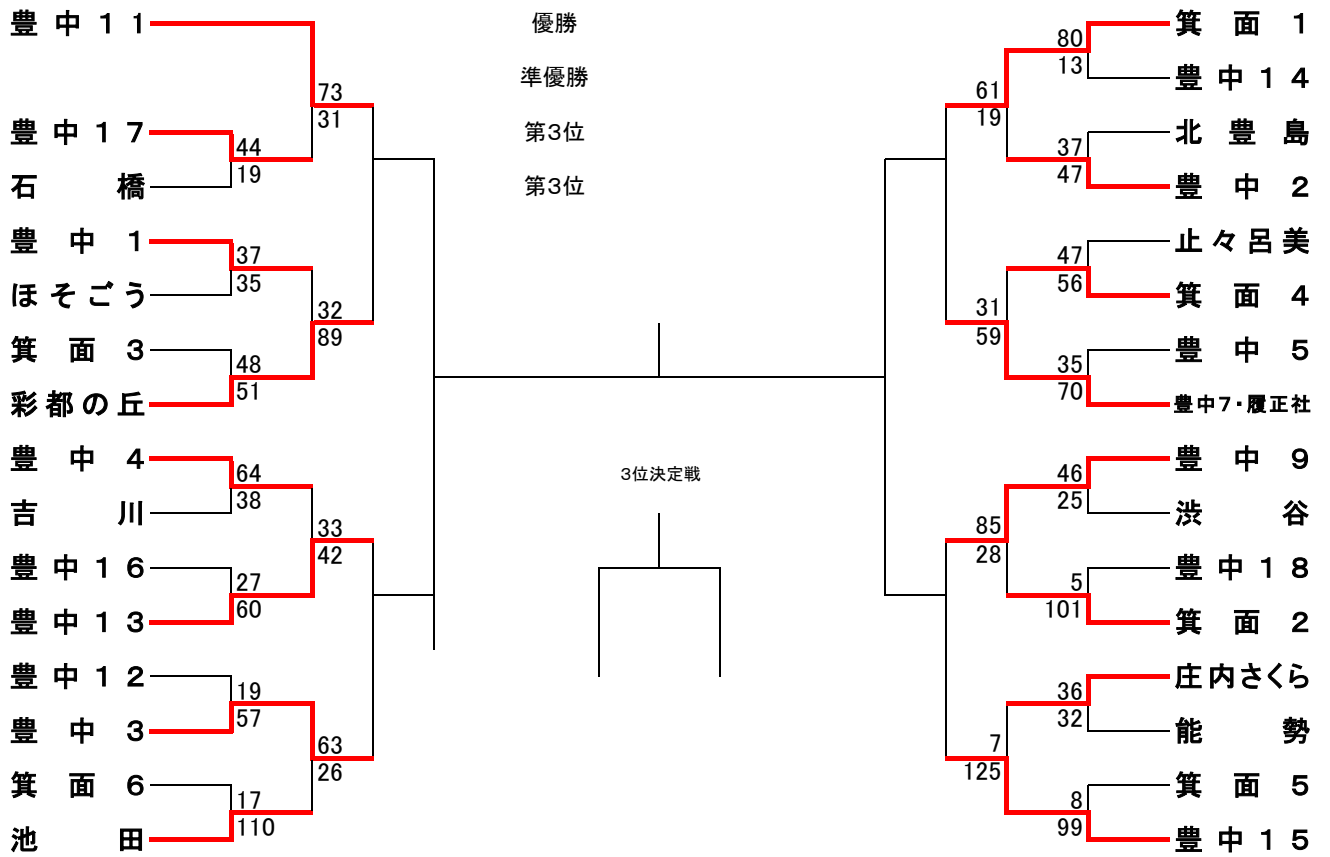 豊中１１
優勝
箕面１
80
13
準優勝
豊中１４
73
31
61
19
豊中１７
第３位
北豊島
44
19
37
47
石橋
第３位
豊中２
豊中１
止々呂美
37
35
47
56
ほそごう
箕面４
32
89
31
59
箕面３
豊中５
48
51
35
70
彩都の丘
豊中７・履正社
豊中４
豊中９
64
38
3位決定戦
46
25
吉川
渋谷
33
42
85
28
豊中１６
豊中１８
27
60
5
101
豊中１３
箕面２
豊中１２
庄内さくら
19
57
36
32
豊中３
能勢
63
26
7
125
箕面６
箕面５
17
110
8
99
池田
豊中１５